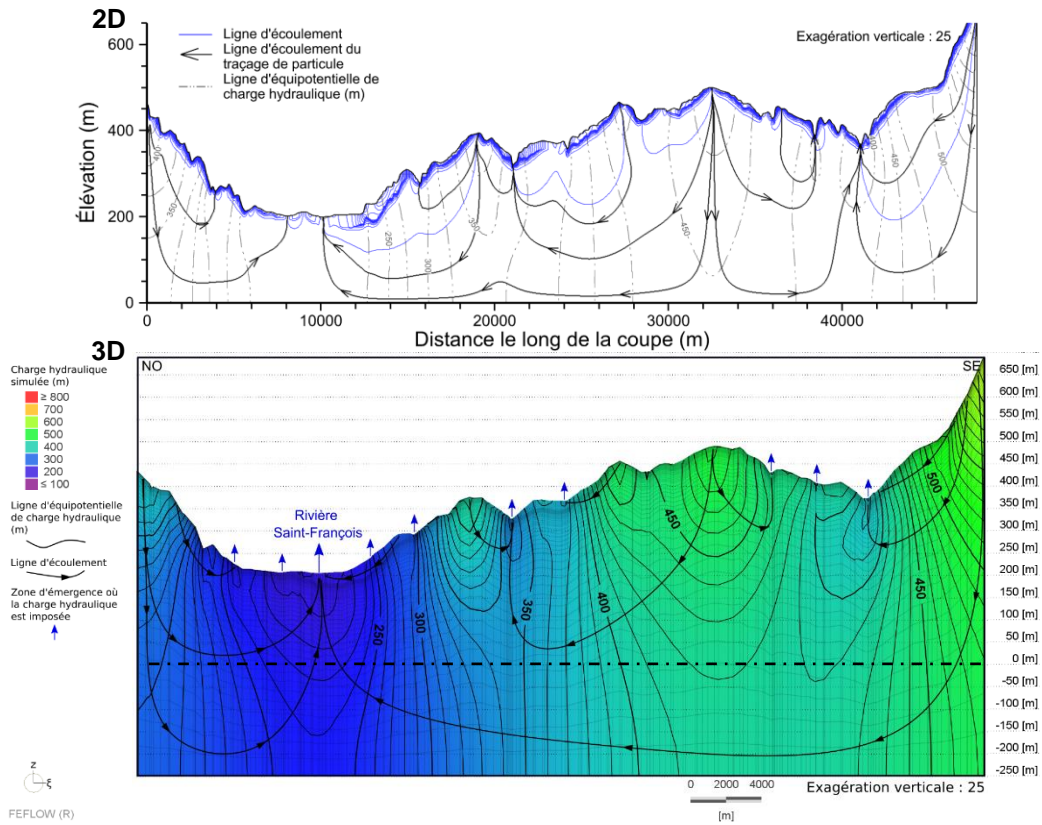 2D
600
400
200
0
Élévation (m)
Ligne d'écoulement
Ligne d'écoulement du
traçage de particule
Ligne d'équipotentielle de
charge hydraulique (m)
Exagération verticale : 25
400
350
250
300
350
450
400
450
500
0 10000 20000 30000 40000
Distance le long de la coupe (m)
3D
NO
SE
Charge hydraulique
simulée (m)
≥ 800
700
600
500
400
300
200
≤ 100
Ligne d'équipotentielle
de charge hydraulique
(m)
Ligne d'écoulement
Zone d'émergence où
la charge hydraulique
est imposée
Rivière
Saint-François
250
300
350
400
450
500
450
650 [m]
600 [m]
550 [m]
500 [m]
450 [m]
400 [m]
350 [m]
300 [m]
250 [m]
200 [m]
150 [m]
100 [m]
50 [m]
0 [m]
-50 [m]
-100 [m]
-150 [m]
-200 [m]
-250 [m]
z
ξ
FEFLOW (R)
0 2000 4000
[m]
Exagération verticale : 25